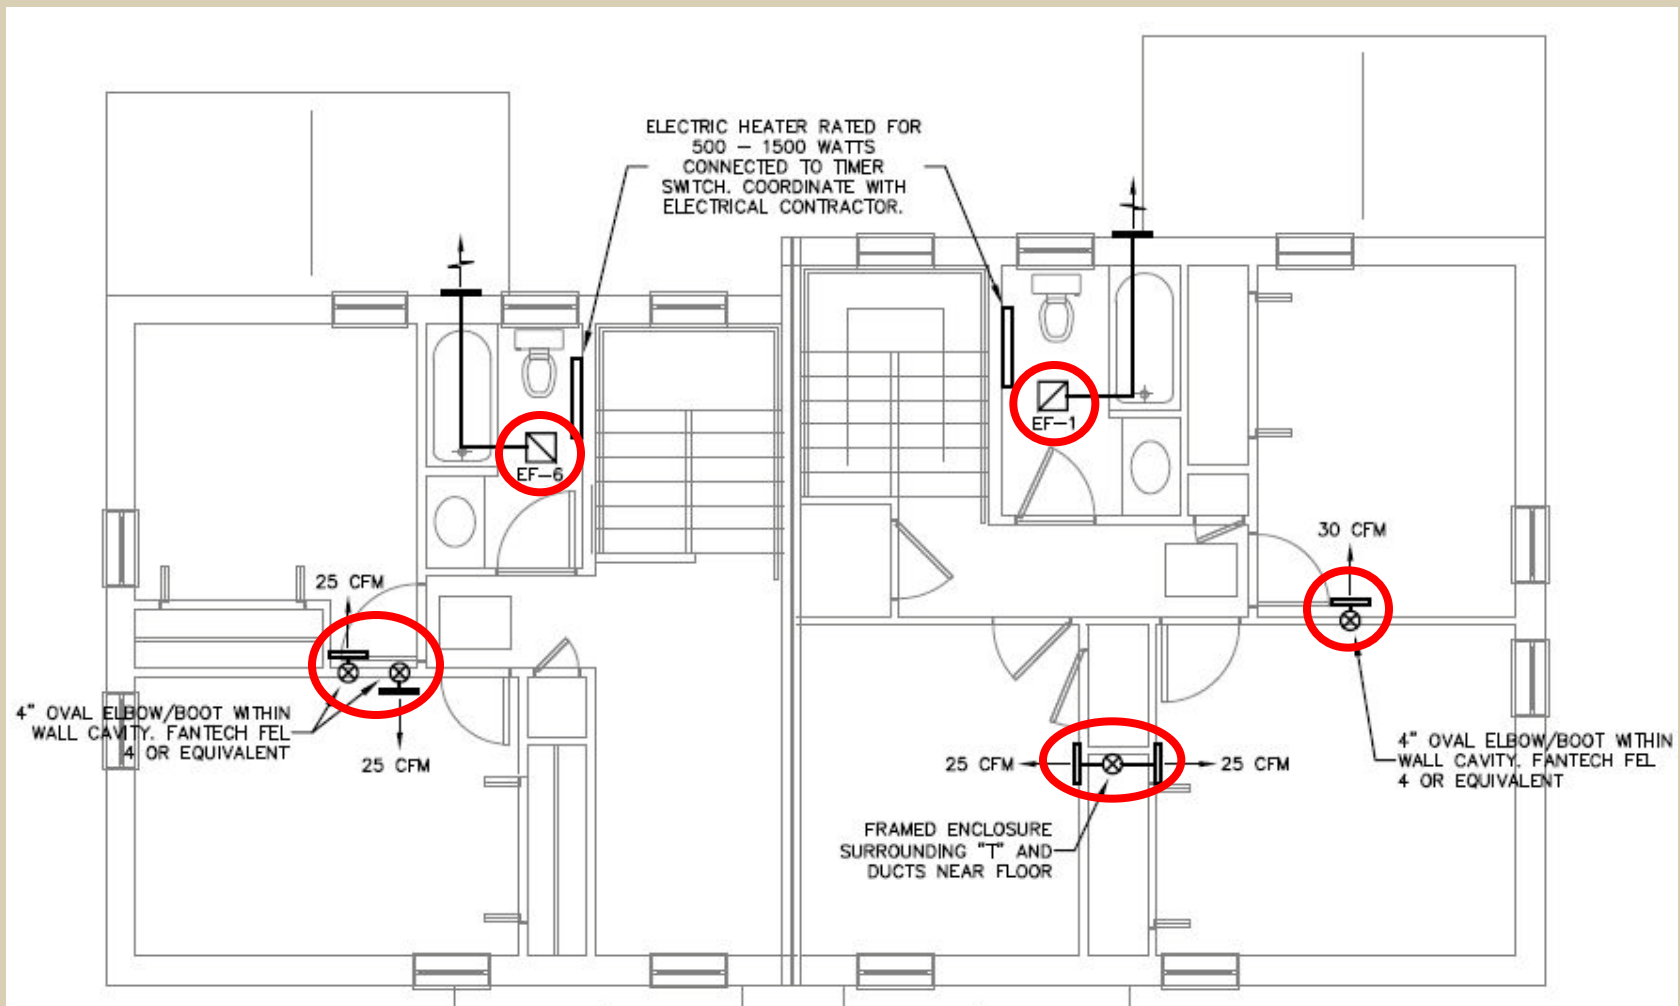 ELECTRIC HEATER RATED FOR
500 – 1500 WATTS
CONNECTED TO TIMER
SWITCH. COORDINATE WITH
ELECTRICAL CONTRACTOR.
EF-1
EF-6
30 CFM
25 CFM
4" OVAL ELBOW/BOOT WITHIN
WALL CAVITY. FANTECH FEL
4 OR EQUIVALENT
25 CFM
25 CFM
25 CFM
4" OVAL ELBOW/BOOT WITHIN
WALL CAVITY. FANTECH FEL
4 OR EQUIVALENT
FRAMED ENCLOSURE
SURROUNDING "T" AND
DUCTS NEAR FLOOR